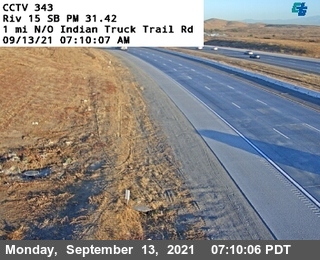 CCTV 343
Riv 15 SB PM 31.42
1 mi N/O Indian Truck Trail Rd
09/13/21 07:10:07 AM
Monday, September 13, 2021 07:10:06 PDT